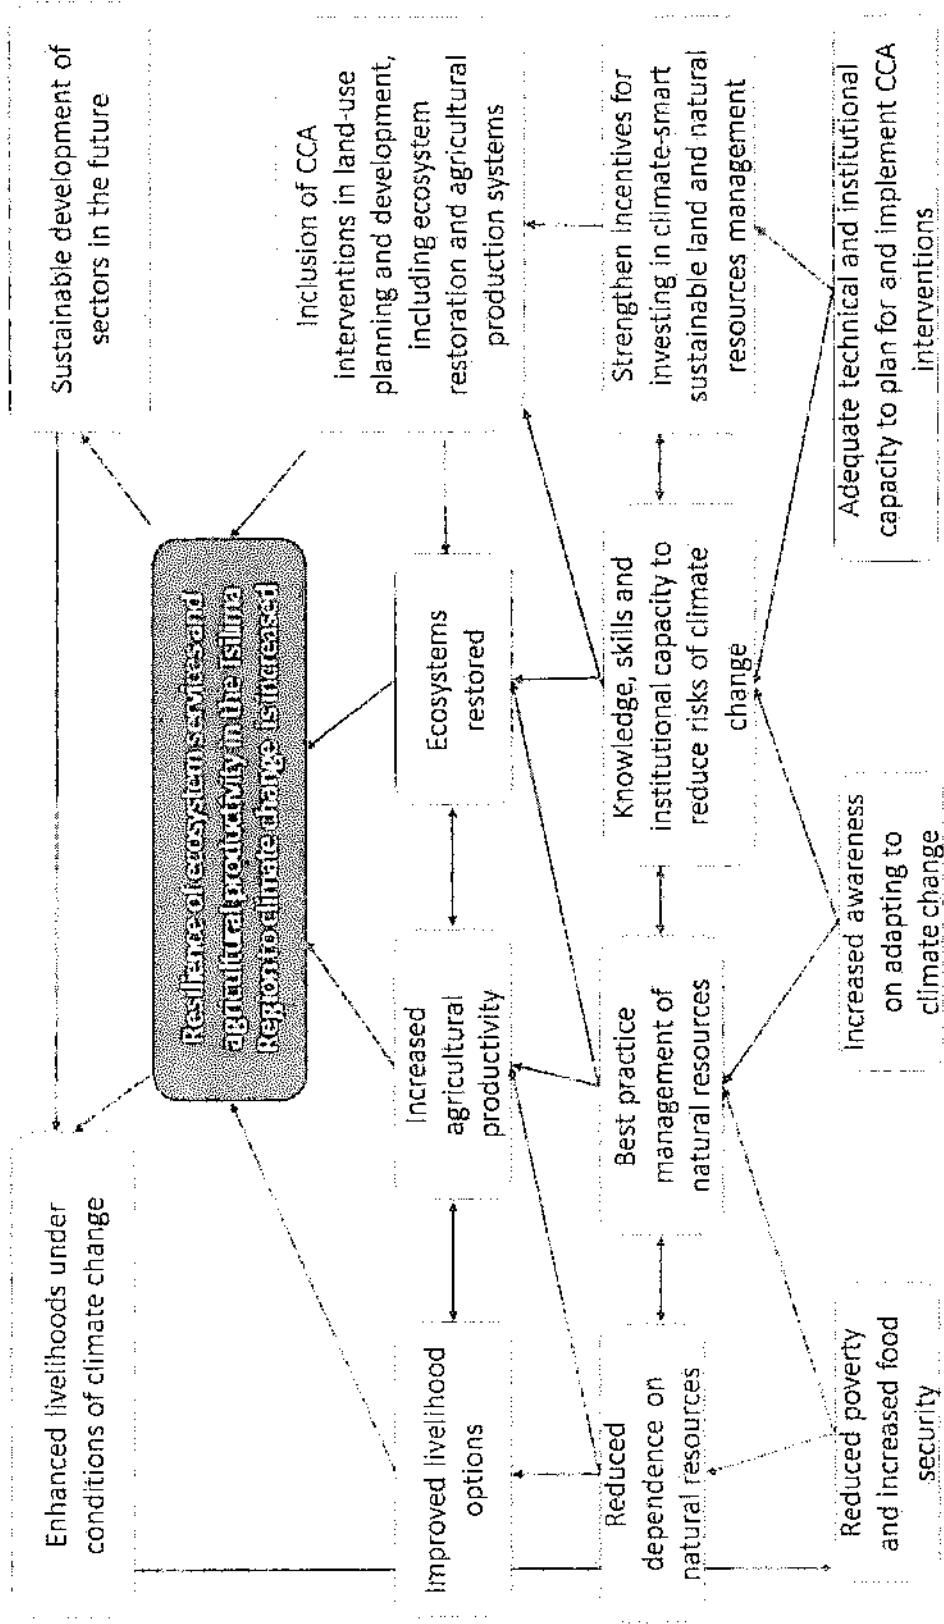 Enhanced livelihoods under
conditions of climate change
Sustainable development of
sectors in the future
Resilience of ecosystem services and
agricultural productivity in the
Region to climate change is increased
Inclusion of CCA
interventions in land-use
planning and development,
including ecosystem
restoration and agricultural
production systems
Improved livelihood
options
Increased
agricultural
productivity
Ecosystems
restored
Reduced
dependence on
natural resources
Best practice
management of
natural resources
Knowledge, skills and
institutional capacity to
reduce risks of climate
change
Strengthen Incentives for
investing in climate-smart
sustainable land and natural
resources management
Reduced poverty
and increased food
security
Increased awareness
on adapting to
climate change
Adequate technical and institutional
capacity to plan for and implement CCA
interventions